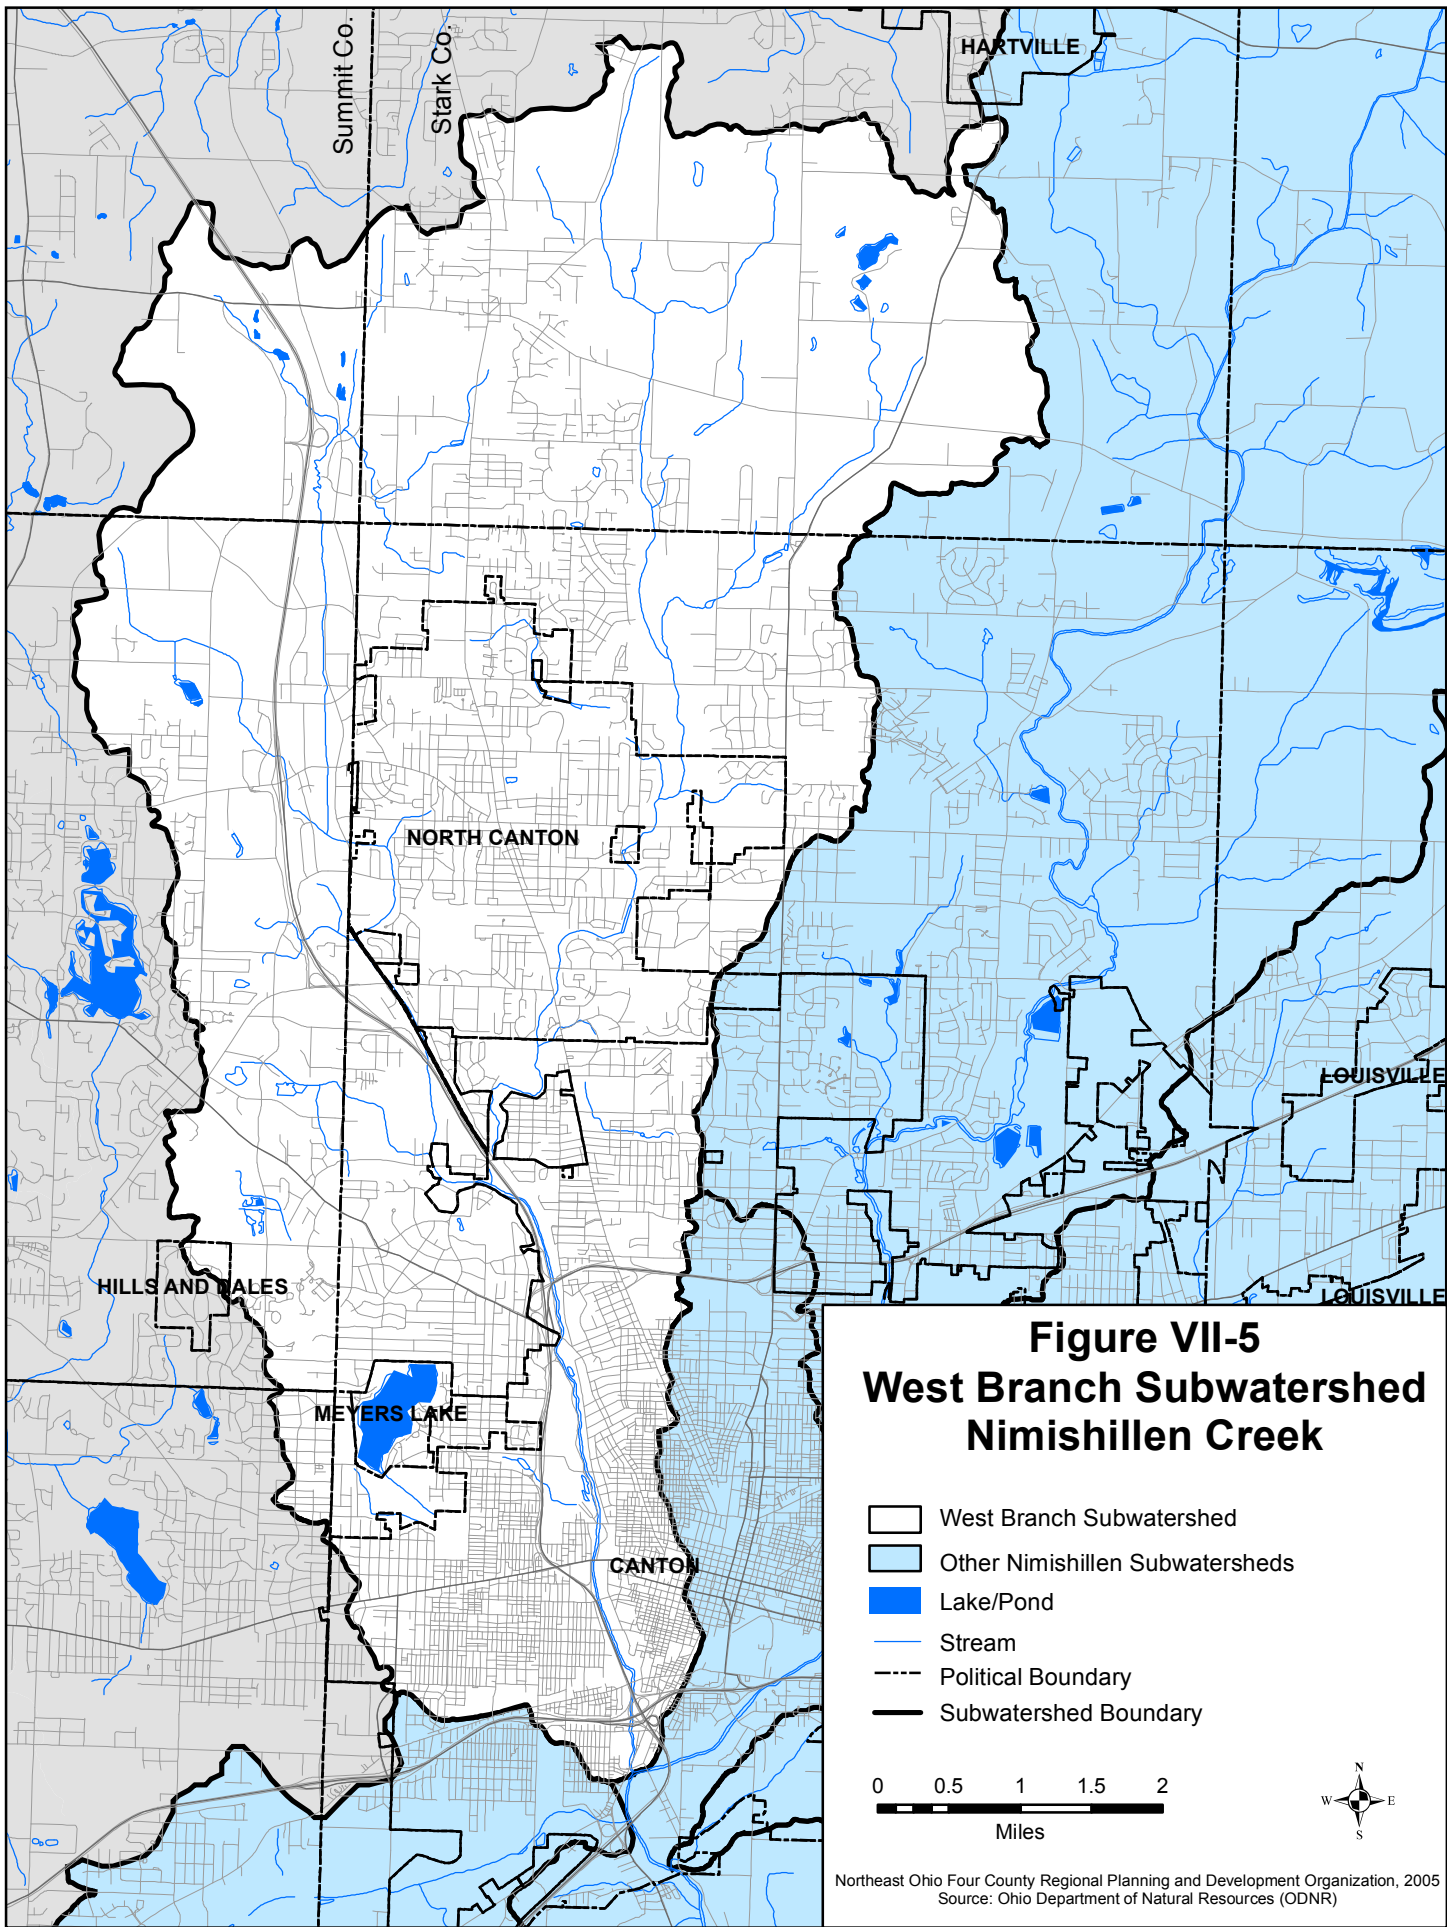 Summit Co.
Stark Co.
HARTVILLE
NORTH CANTON
LOUISVILLE
HILLS AND DALES
LOUISVILLE
MEYERS LAKE
CANTON
Figure VII-5
West Branch Subwatershed
Nimishillen Creek
West Branch Subwatershed
Other Nimishillen Subwatersheds
Lake/Pond
Stream
Political Boundary
Subwatershed Boundary
0 0.5 1 1.5 2
Miles
N
W E
S
Northeast Ohio Four County Regional Planning and Development Organization, 2005
Source: Ohio Department of Natural Resources (ODNR)